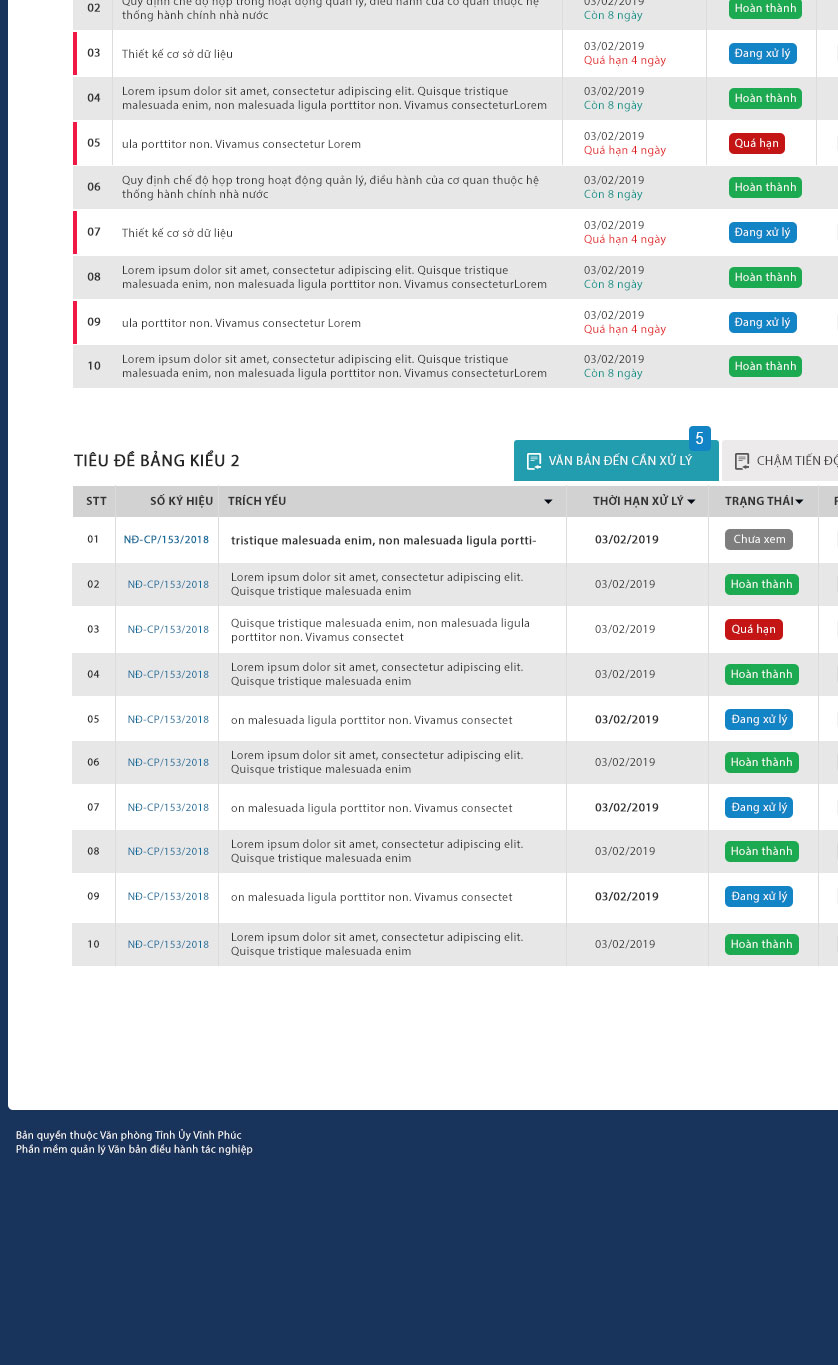 02 Quy định chế độ họp trong hoạt động quản lý, điều hành của cơ quan thuộc hệ 03/02/2019 Hoàn thành
thống hành chính nhà nước Còn 8 ngày
03 Thiết kế cơ sở dữ liệu 03/02/2019 Đang xử lý
Quá hạn 4 ngày
04 Lorem ipsum dolor sit amet, consectetur adipiscing elit. Quisque tristique 03/02/2019 Hoàn thành
malesuada enim, non malesuada ligula porttitor non. Vivamus consecteturLorem Còn 8 ngày
05 ula porttitor non. Vivamus consectetur Lorem 03/02/2019 Quá hạn
Quá hạn 4 ngày
06 Quy định chế độ họp trong hoạt động quản lý, điều hành của cơ quan thuộc hệ 03/02/2019 Hoàn thành
thống hành chính nhà nước Còn 8 ngày
07 Thiết kế cơ sở dữ liệu 03/02/2019 Đang xử lý
Quá hạn 4 ngày
08 Lorem ipsum dolor sit amet, consectetur adipiscing elit. Quisque tristique 03/02/2019 Hoàn thành
malesuada enim, non malesuada ligula porttitor non. Vivamus consecteturLorem Còn 8 ngày
09 ula porttitor non. Vivamus consectetur Lorem 03/02/2019 Đang xử lý
Quá hạn 4 ngày
10 Lorem ipsum dolor sit amet, consectetur adipiscing elit. Quisque tristique 03/02/2019 Hoàn thành
malesuada enim, non malesuada ligula porttitor non. Vivamus consecteturLorem Còn 8 ngày
TIÊU ĐỀ BẢNG KIỂU 2 VĂN BẢN ĐẾN CẦN XỬ LÝ 5 CHẬM TIẾN ĐỘ
STT SỐ KÝ HIỆU TRÍCH YẾU THỜI HẠN XỬ LÝ TRẠNG THÁI
01 NĐ-CP/153/2018 tristique malesuada enim, non malesuada ligula portti- 03/02/2019 Chưa xem
02 NĐ-CP/153/2018 Lorem ipsum dolor sit amet, consectetur adipiscing elit. 03/02/2019 Hoàn thành
Quisque tristique malesuada enim
03 NĐ-CP/153/2018 Quisque tristique malesuada enim, non malesuada ligula 03/02/2019 Quá hạn
porttitor non. Vivamus consectet
04 NĐ-CP/153/2018 Lorem ipsum dolor sit amet, consectetur adipiscing elit. 03/02/2019 Hoàn thành
Quisque tristique malesuada enim
05 NĐ-CP/153/2018 on malesuada ligula porttitor non. Vivamus consectet 03/02/2019 Đang xử lý
06 NĐ-CP/153/2018 Lorem ipsum dolor sit amet, consectetur adipiscing elit. 03/02/2019 Hoàn thành
Quisque tristique malesuada enim
07 NĐ-CP/153/2018 on malesuada ligula porttitor non. Vivamus consectet 03/02/2019 Đang xử lý
08 NĐ-CP/153/2018 Lorem ipsum dolor sit amet, consectetur adipiscing elit. 03/02/2019 Hoàn thành
Quisque tristique malesuada enim
09 NĐ-CP/153/2018 on malesuada ligula porttitor non. Vivamus consectet 03/02/2019 Đang xử lý
10 NĐ-CP/153/2018 Lorem ipsum dolor sit amet, consectetur adipiscing elit. 03/02/2019 Hoàn thành
Quisque tristique malesuada enim
Bản quyền thuộc Văn phòng Tỉnh Ủy Vĩnh Phúc
Phần mềm quản lý Văn bản điều hành tác nghiệp